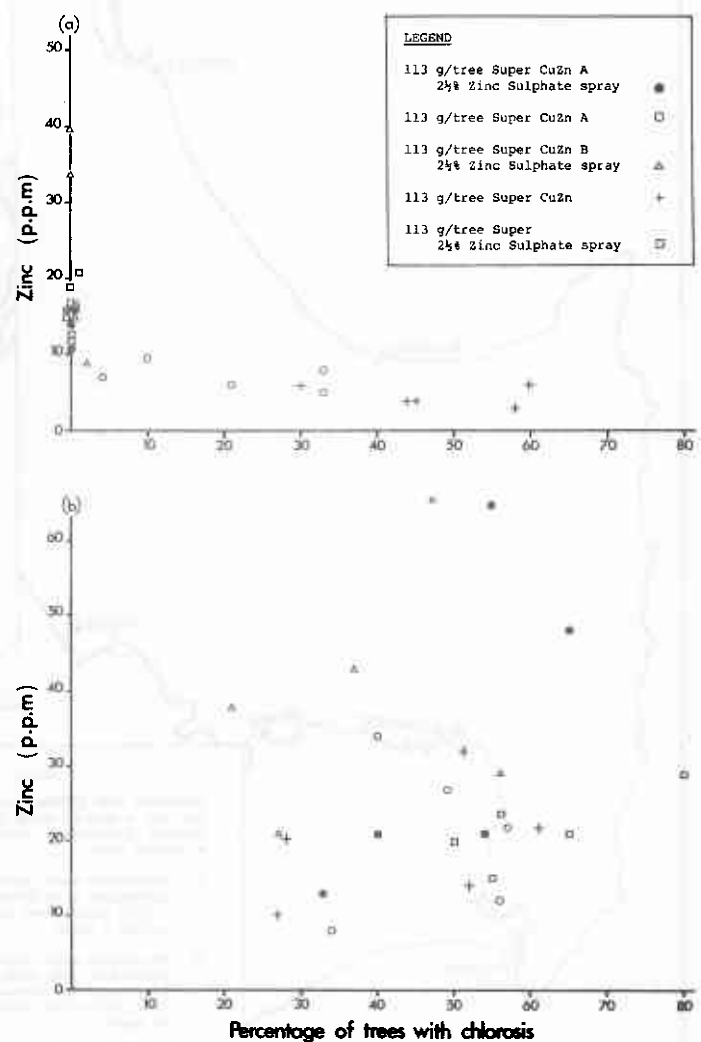 (a)
50
40
30
20
10
0
Zinc (p.p.m)
10 20 30 40 50 60 70 80
LEGEND
113 g/tree Super CuZn A
2½% Zinc Sulphate spray
113 g/tree Super CuZn A
113 g/tree Super CuZn B
2½% Zinc Sulphate spray
113 g/tree Super CuZn
113 g/tree Super
2½% Zinc Sulphate spray
(b)
60
50
40
30
20
10
0
Zinc (p.p.m)
10 20 30 40 50 60 70 80
Percentage of trees with chlorosis